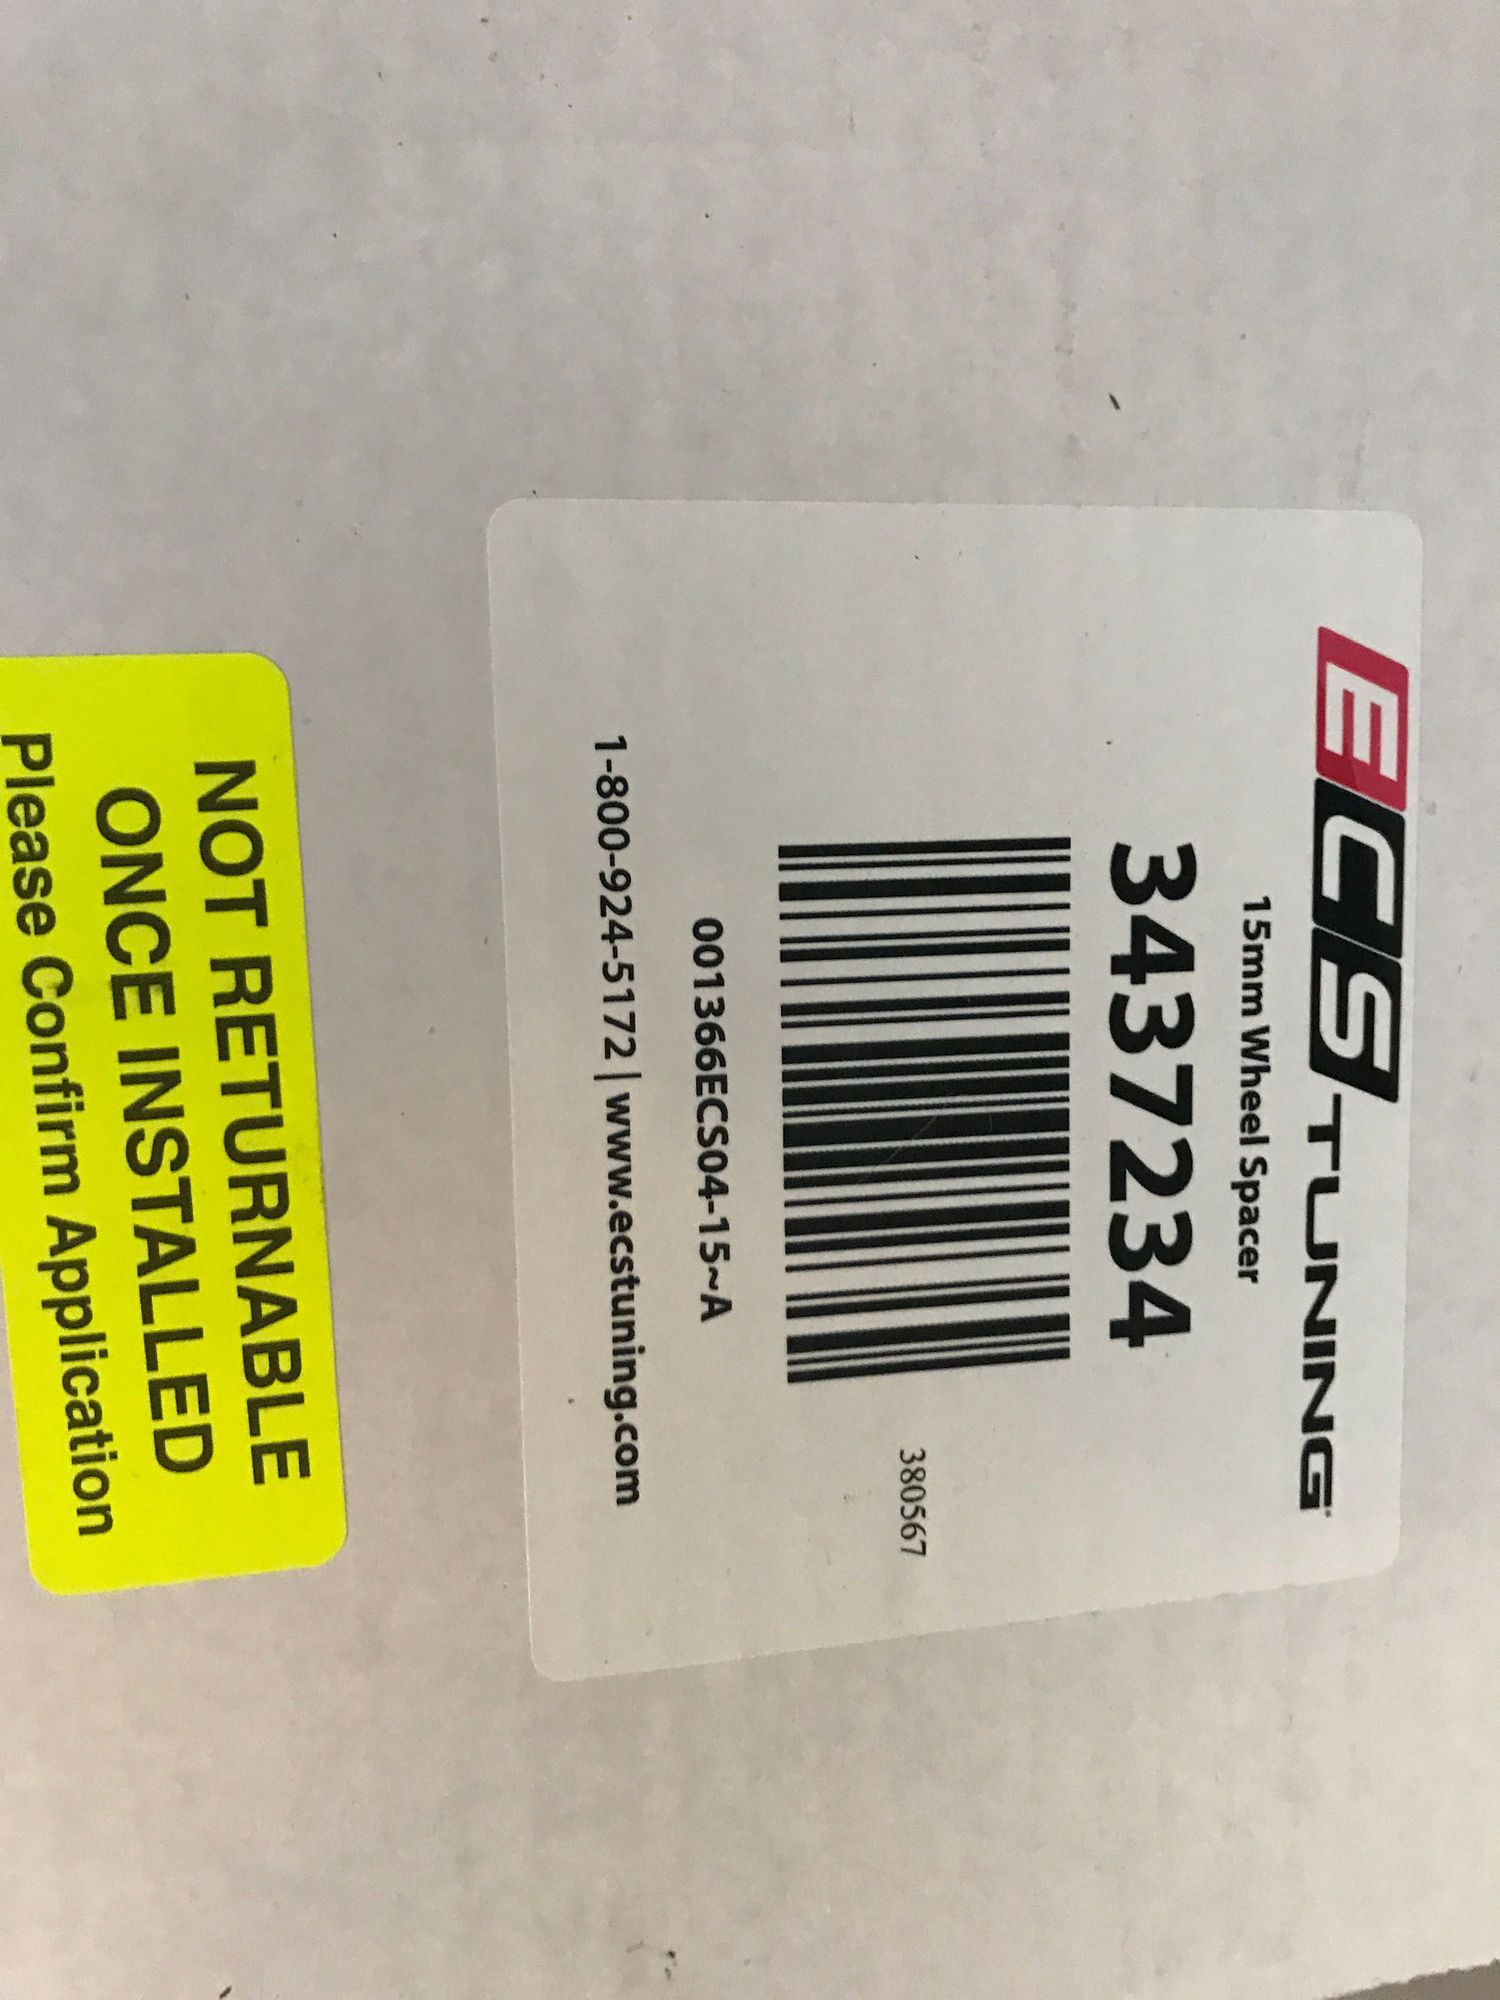 ECS TUNING
15mm Wheel Spacer
3437234
380567
001366ECS04-15~A
1-800-924-5172 | www.ecstuning.com
NOT RETURNABLE
ONCE INSTALLED
Please Confirm Application